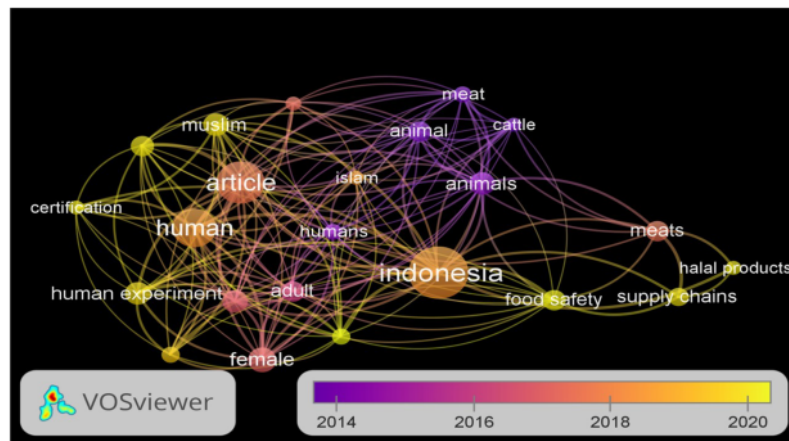 meat
muslim
animal
cattle
article
islam
animals
certification
human
humans
meats
indonesia
halal products
human experiment
adult
food safety
supply chains
female
VOSviewer
2014
2016
2018
2020